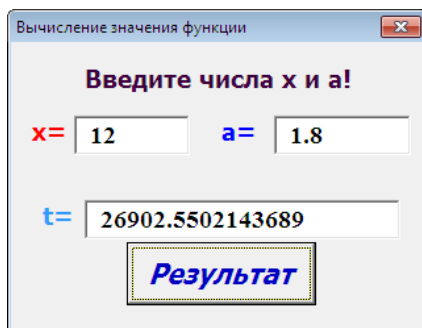 Вычисление значения функции
Введите числа x и a!
x= 12 a= 1.8
t= 26902.5502143689
Результат